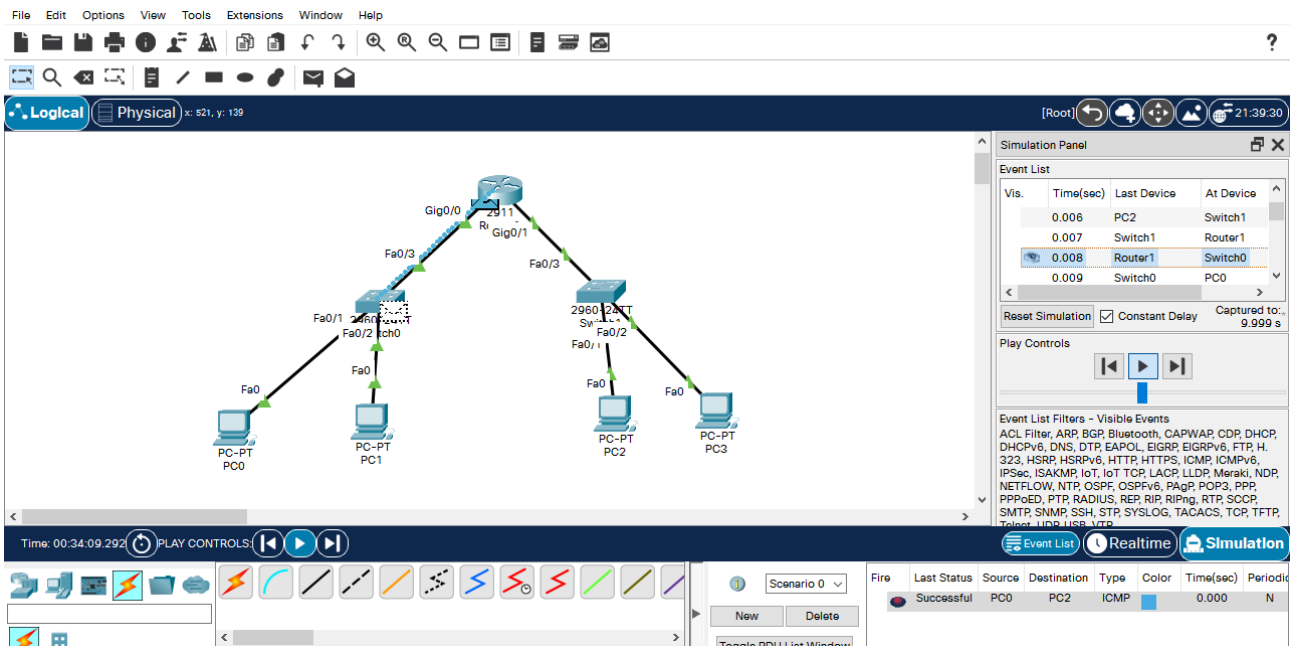 File Edit Options View Tools Extensions Window Help
?
Logical Physical x: 521, y: 139 [Root] 21:39:30
Simulation Panel
Event List
Vis. Time(sec) Last Device At Device
0.006 PC2 Switch1
0.007 Switch1 Router1
0.008 Router1 Switch0
0.009 Switch0 PC0
Reset Simulation Constant Delay Captured to:
9.999 s
Play Controls
Event List Filters - Visible Events
ACL Filter, ARP, BGP, Bluetooth, CAPWAP, CDP, DHCP,
DHCPv6, DNS, DTP, EAPOL, EIGRP, EIGRPv6, FTP, H.
323, HSRP, HSRPv6, HTTP, HTTPS, ICMP, ICMPv6,
IPSec, ISAKMP, IoT, IoT TCP, LACP, LLDP, Meraki, NDP,
NETFLOW, NTP, OSPF, OSPFv6, PAgP, POP3, PPP,
PPPoED, PTP, RADIUS, REP, RIP, RIPng, RTP, SCCP,
SMTP, SNMP, SSH, STP, SYSLOG, TACACS, TCP, TFTP,
Telnet, UDP, USB, VTP
Gig0/0
2911
Gig0/1
Fa0/3
Fa0/3
Fa0/1
Fa0/2
2960-24TT
Fa0/2
Fa0
Fa0
Fa0
Fa0
PC-PT
PC0
PC-PT
PC1
PC-PT
PC2
PC-PT
PC3
Time: 00:34:09.292 PLAY CONTROLS: Event List Realtime Simulation
Scenario 0
New Delete
Toggle PDU List Window
Fire Last Status Source Destination Type Color Time(sec) Periodic
Successful PC0 PC2 ICMP 0.000 N